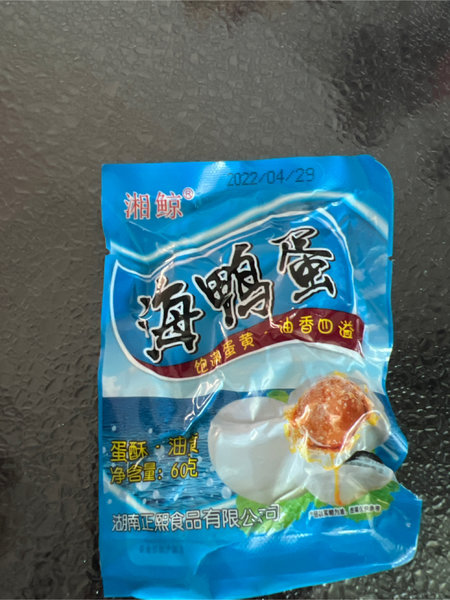 2022/04/29
湘鲸®
海鸭蛋
饱满蛋黄 油香四溢
蛋酥·油
净含量:60克
湖南正熙食品有限公司